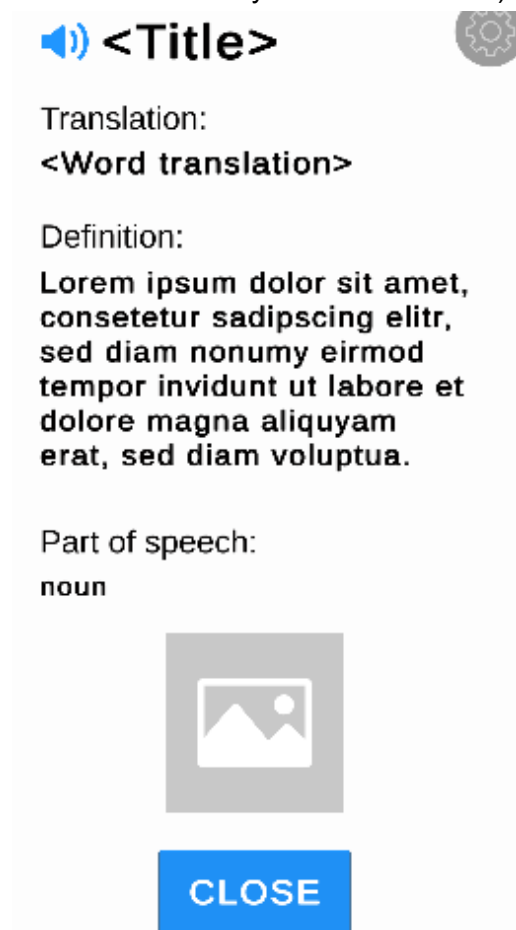 <Title>
Translation:
<Word translation>
Definition:
Lorem ipsum dolor sit amet,
consetetur sadipscing elitr,
sed diam nonumy eirmod
tempor invidunt ut labore et
dolore magna aliquyam
erat, sed diam voluptua.
Part of speech:
noun
CLOSE